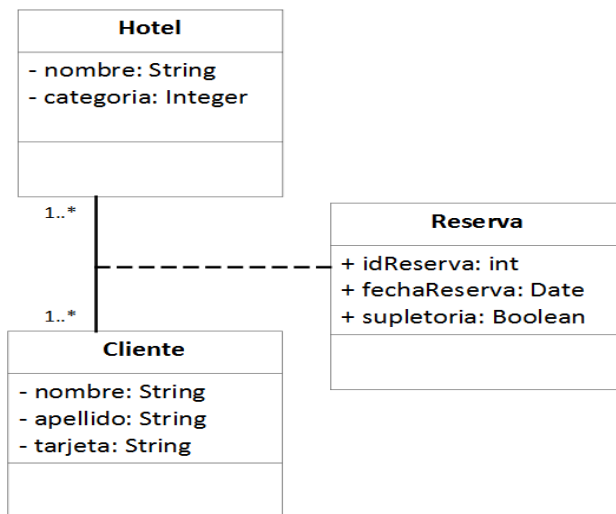 Hotel
- nombre: String
- categoria: Integer
1..*
Reserva
+ idReserva: int
+ fechaReserva: Date
+ supletoria: Boolean
1..*
Cliente
- nombre: String
- apellido: String
- tarjeta: String